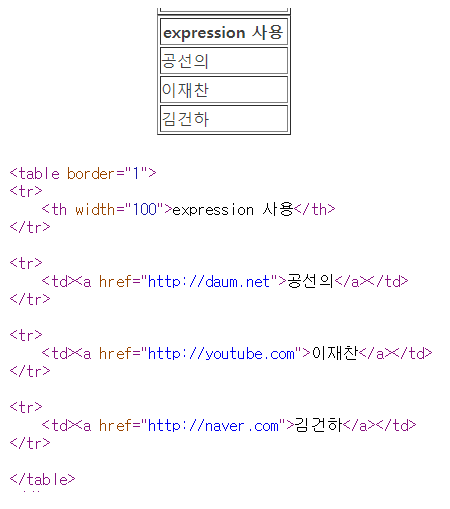 expression 사용
공선의
이재찬
김건하
<table border="1">
<tr>
<th width="100">expression 사용</th>
</tr>
<tr>
<td><a href="http://daum.net">공선의</a></td>
</tr>
<tr>
<td><a href="http://youtube.com">이재찬</a></td>
</tr>
<tr>
<td><a href="http://naver.com">김건하</a></td>
</tr>
</table>